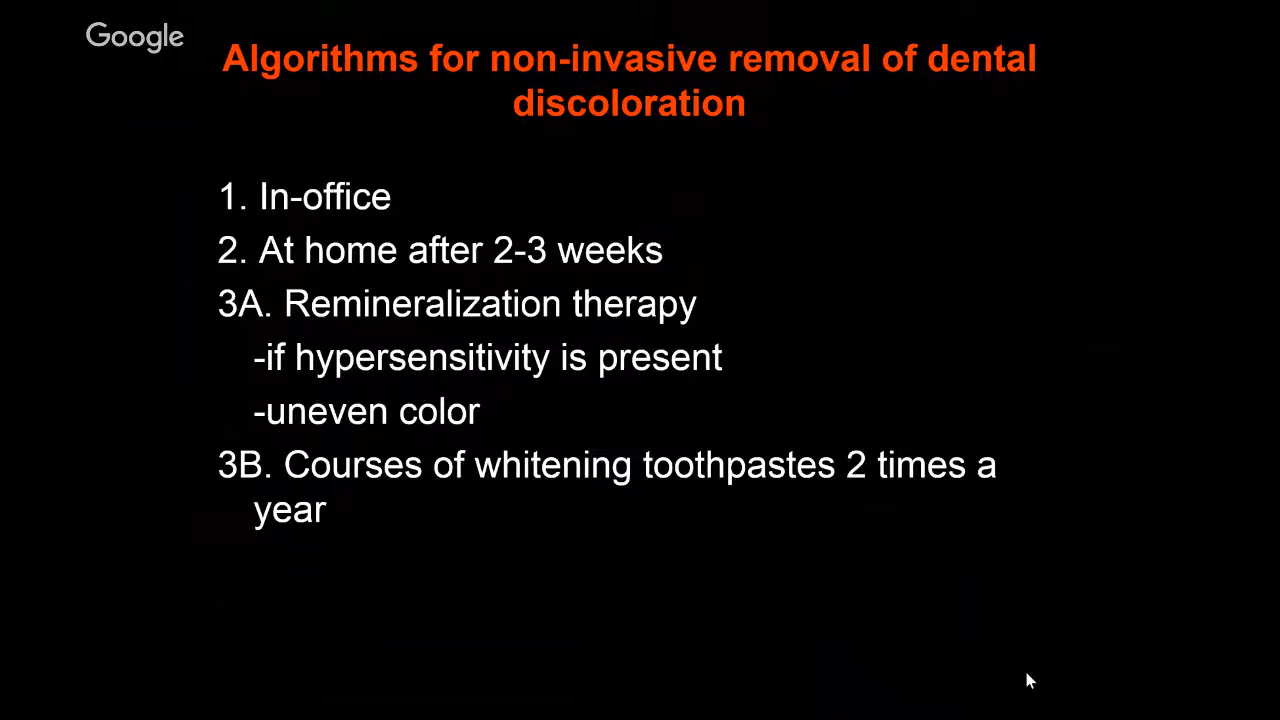 Google
Algorithms for non-invasive removal of dental
discoloration
1. In-office
2. At home after 2-3 weeks
3A. Remineralization therapy
-if hypersensitivity is present
-uneven color
3B. Courses of whitening toothpastes 2 times a
year